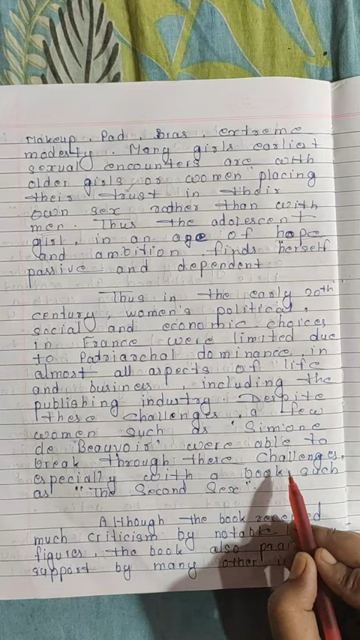 Makeup, Pad, bras, extreme
modesty. Many girls earliest
sexual encounters are with
older girls or women placing
their trust in their
own sex rather than with
men. Thus the adolescent
girl, in an age of hope
and ambition finds herself
passive and dependent.
Thus in the early 20th
century, women's political,
social and economic choices
in France were limited due
to Patriarchal dominance in
almost all aspects of life
and business, including the
publishing industry. Despite
these challenges, a few
women such as "Simone
de Beauvoir" were able to
break through these challenges,
especially with a book such
as "The Second Sex"
Although the book
much criticism by notable
figures, the book also
support by many other